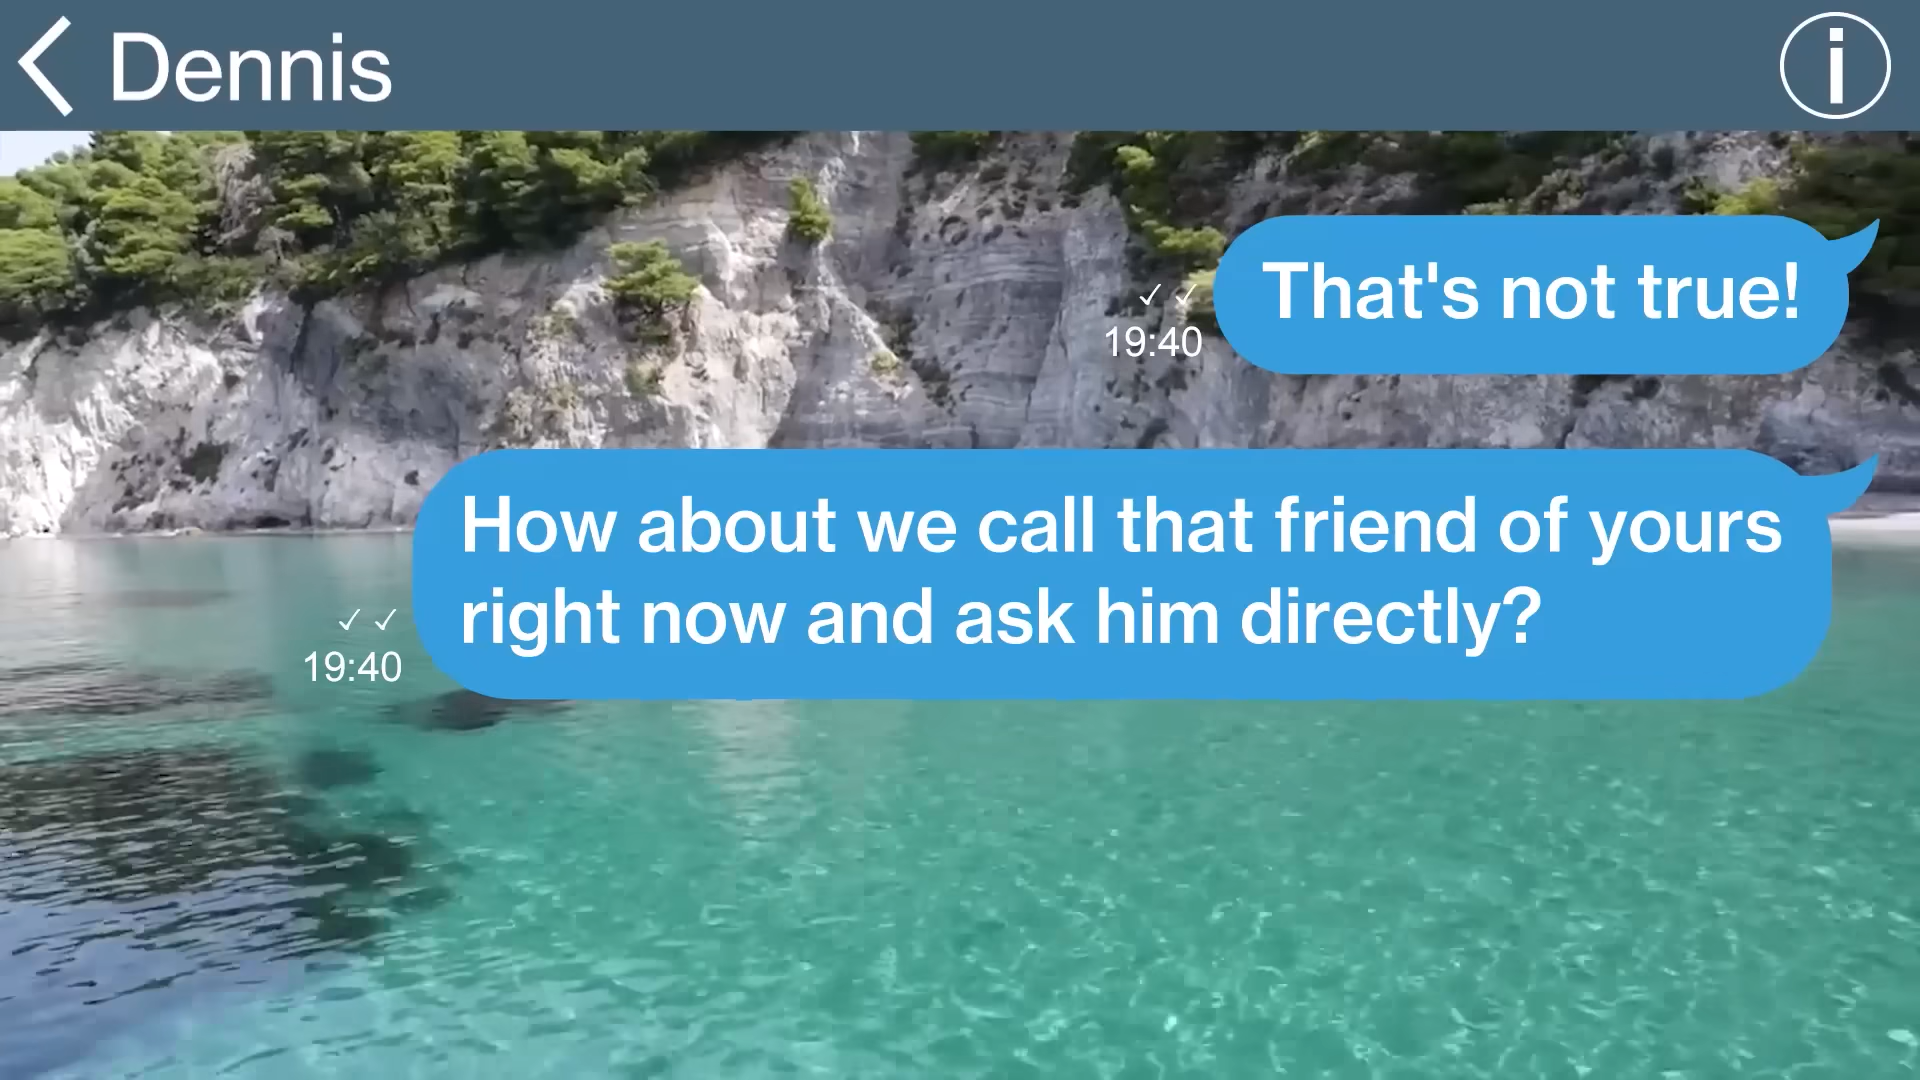 Dennis
That's not true!
✓ ✓
19:40
How about we call that friend of yours
right now and ask him directly?
✓ ✓
19:40